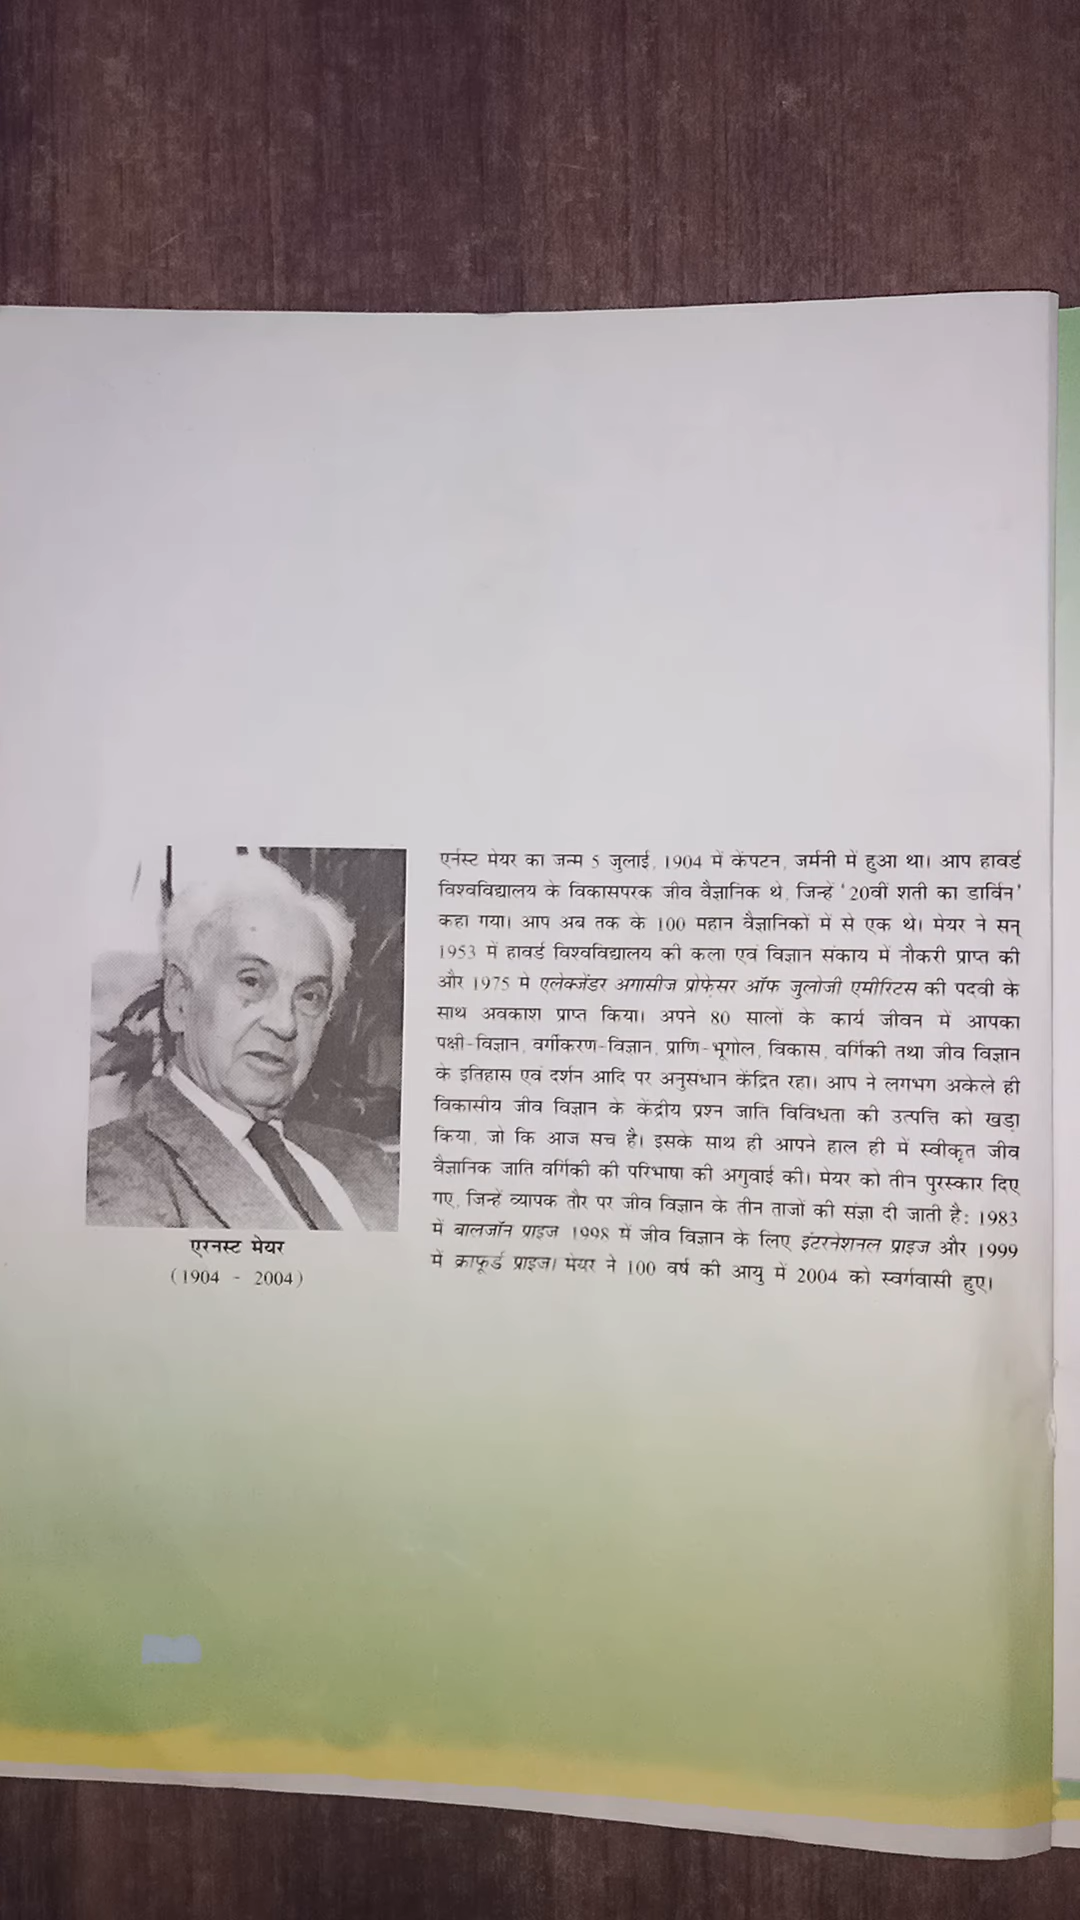 एर्नस्ट मेयर का जन्म 5 जुलाई, 1904 में केंपटन, जर्मनी में हुआ था। आप हावर्ड
विश्वविद्यालय के विकासपरक जीव वैज्ञानिक थे, जिन्हें ‘20वीं शती का डार्विन’
कहा गया। आप अब तक के 100 महान वैज्ञानिकों में से एक थे। मेयर ने सन्
1953 में हावर्ड विश्वविद्यालय की कला एवं विज्ञान संकाय में नौकरी प्राप्त की
और 1975 मे एलेक्जेंडर अगासीज प्रोफे़सर ऑफ जुलोजी एमीरिटस की पदवी के
साथ अवकाश प्राप्त किया। अपने 80 सालों के कार्य जीवन में आपका
पक्षी-विज्ञान, वर्गीकरण-विज्ञान, प्राणि-भूगोल, विकास, वर्गिकी तथा जीव विज्ञान
के इतिहास एवं दर्शन आदि पर अनुसंधान केंद्रित रहा। आप ने लगभग अकेले ही
विकासीय जीव विज्ञान के केंद्रीय प्रश्न जाति विविधता की उत्पत्ति को खड़ा
किया, जो कि आज सच है। इसके साथ ही आपने हाल ही में स्वीकृत जीव
वैज्ञानिक जाति वर्गिकी की परिभाषा की अगुवाई की। मेयर को तीन पुरस्कार दिए
गए, जिन्हें व्यापक तौर पर जीव विज्ञान के तीन ताजों की संज्ञा दी जाती है: 1983
में बालजॉन प्राइज 1998 में जीव विज्ञान के लिए इंटरनेशनल प्राइज और 1999
में क्राफूर्ड प्राइज। मेयर ने 100 वर्ष की आयु में 2004 को स्वर्गवासी हुए।
एरनस्ट मेयर
(1904 - 2004)